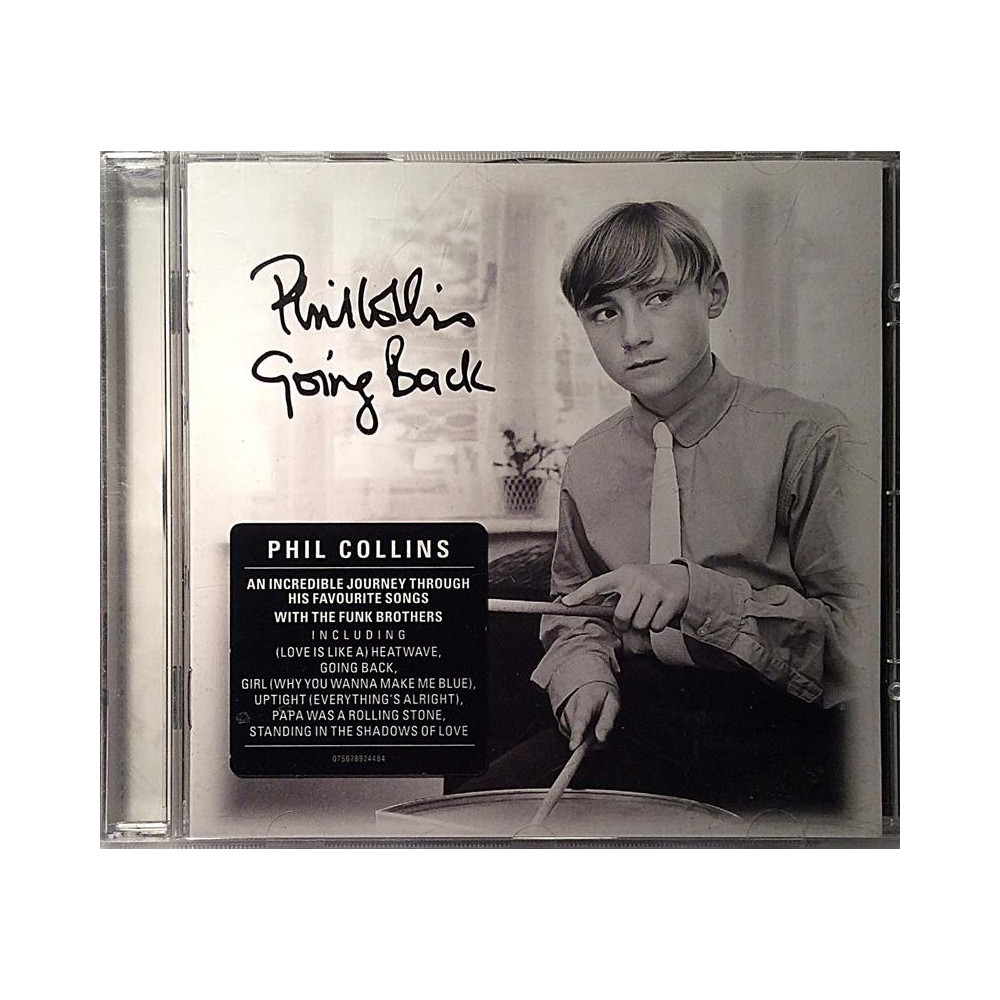 Phil Collins
Going Back
PHIL COLLINS
AN INCREDIBLE JOURNEY THROUGH
HIS FAVOURITE SONGS
WITH THE FUNK BROTHERS
INCLUDING
(LOVE IS LIKE A) HEATWAVE,
GOING BACK,
GIRL (WHY YOU WANNA MAKE ME BLUE),
UPTIGHT (EVERYTHING'S ALRIGHT),
PAPA WAS A ROLLING STONE,
STANDING IN THE SHADOWS OF LOVE
075678924484